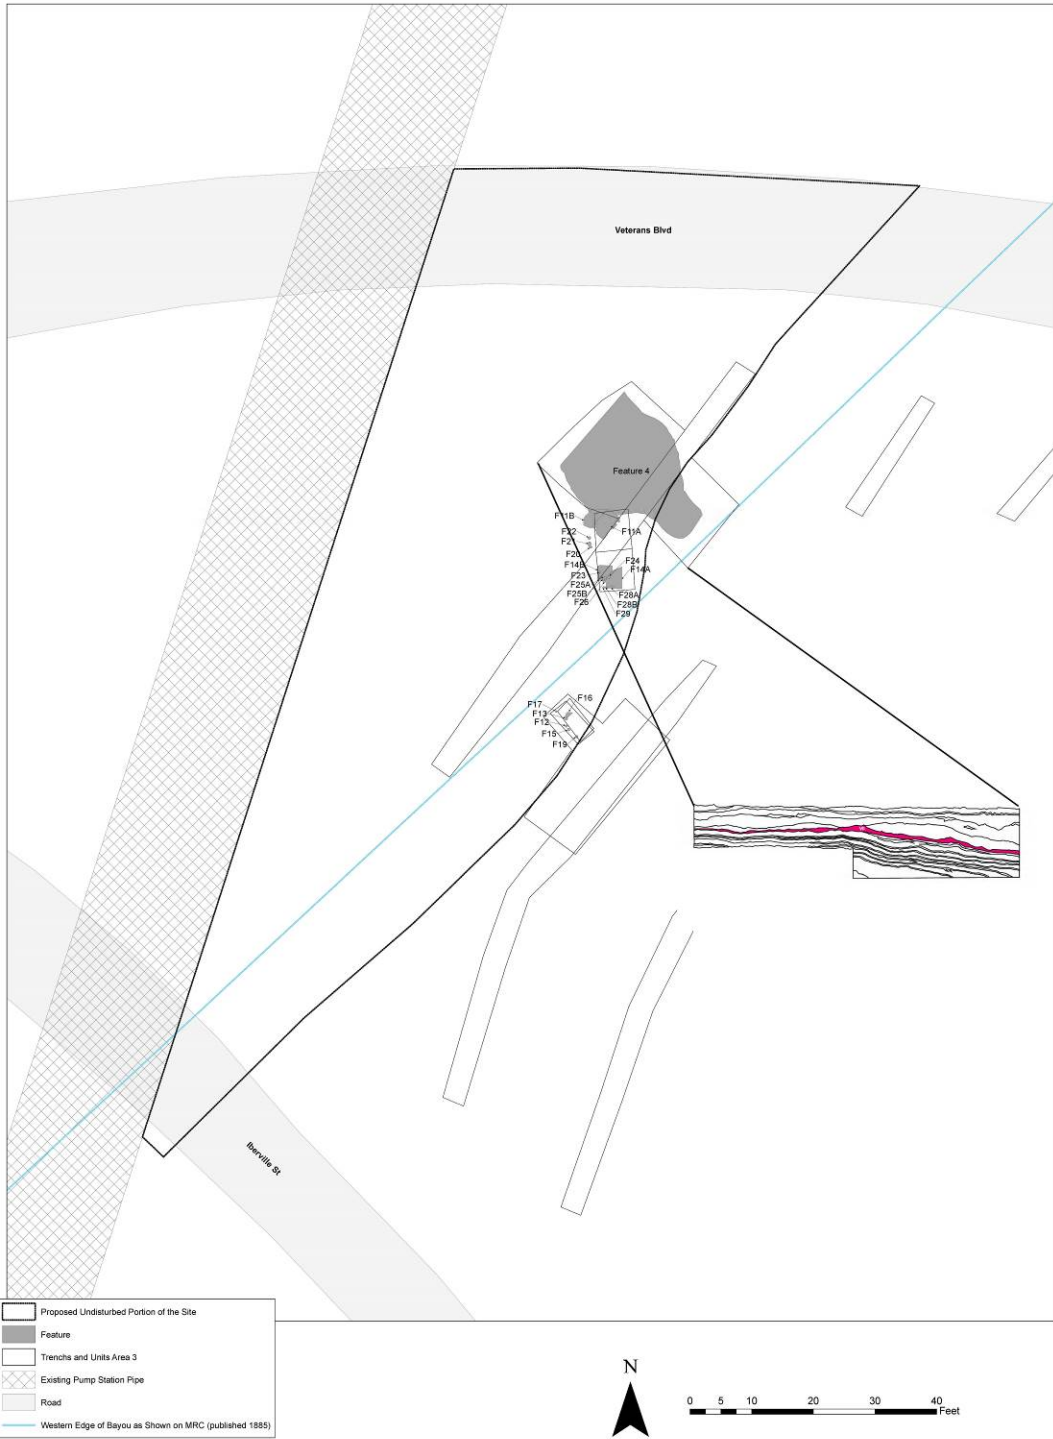 Veterans Blvd
Feature 4
F11B
F11A
F22
F21
F20
F24
F14B
F14A
F23
F25A
F25B
F28A
F26
F28B
F29
F16
F17
F13
F12
F15
F19
Iberville St
Proposed Undisturbed Portion of the Site
Feature
Trenchs and Units Area 3
Existing Pump Station Pipe
Road
Western Edge of Bayou as Shown on MRC (published 1885)
N
0 5 10 20 30 40
Feet